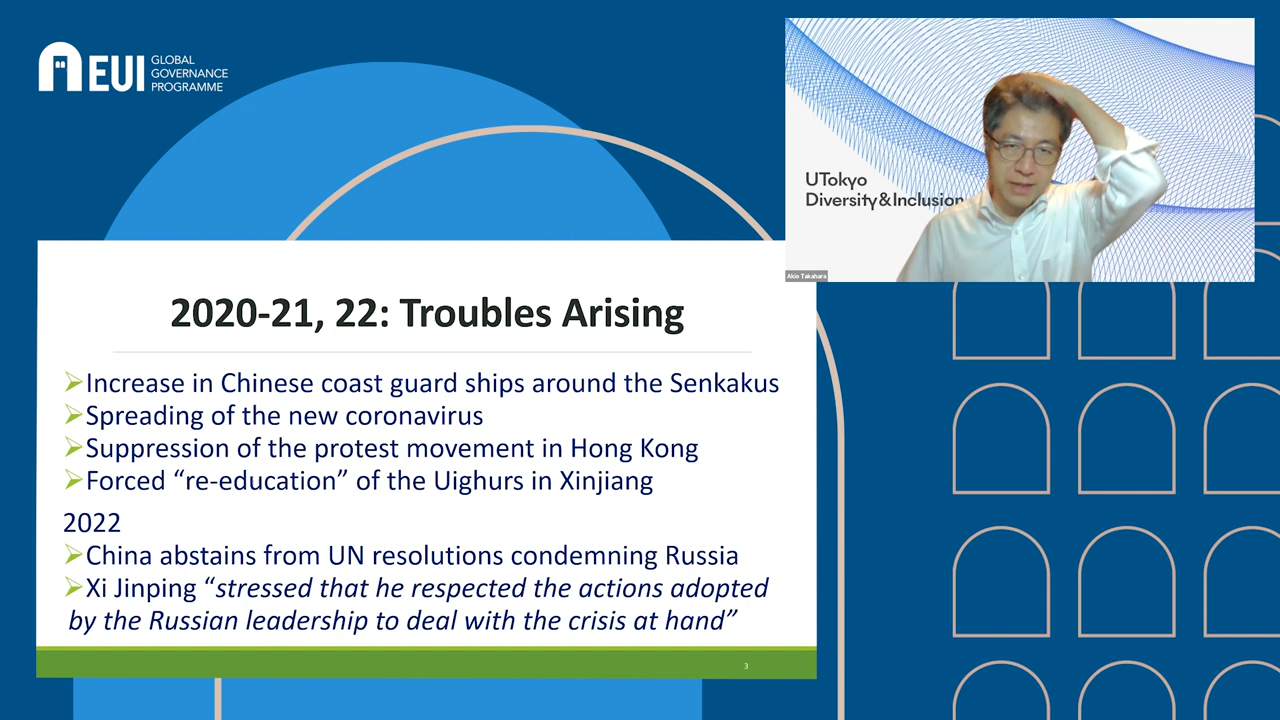 EUI
GLOBAL
GOVERNANCE
PROGRAMME
UTokyo
Diversity&Inclusion
Akio Takahara
2020-21, 22: Troubles Arising
Increase in Chinese coast guard ships around the Senkakus
Spreading of the new coronavirus
Suppression of the protest movement in Hong Kong
Forced “re-education” of the Uighurs in Xinjiang
2022
China abstains from UN resolutions condemning Russia
Xi Jinping “stressed that he respected the actions adopted
by the Russian leadership to deal with the crisis at hand”
3